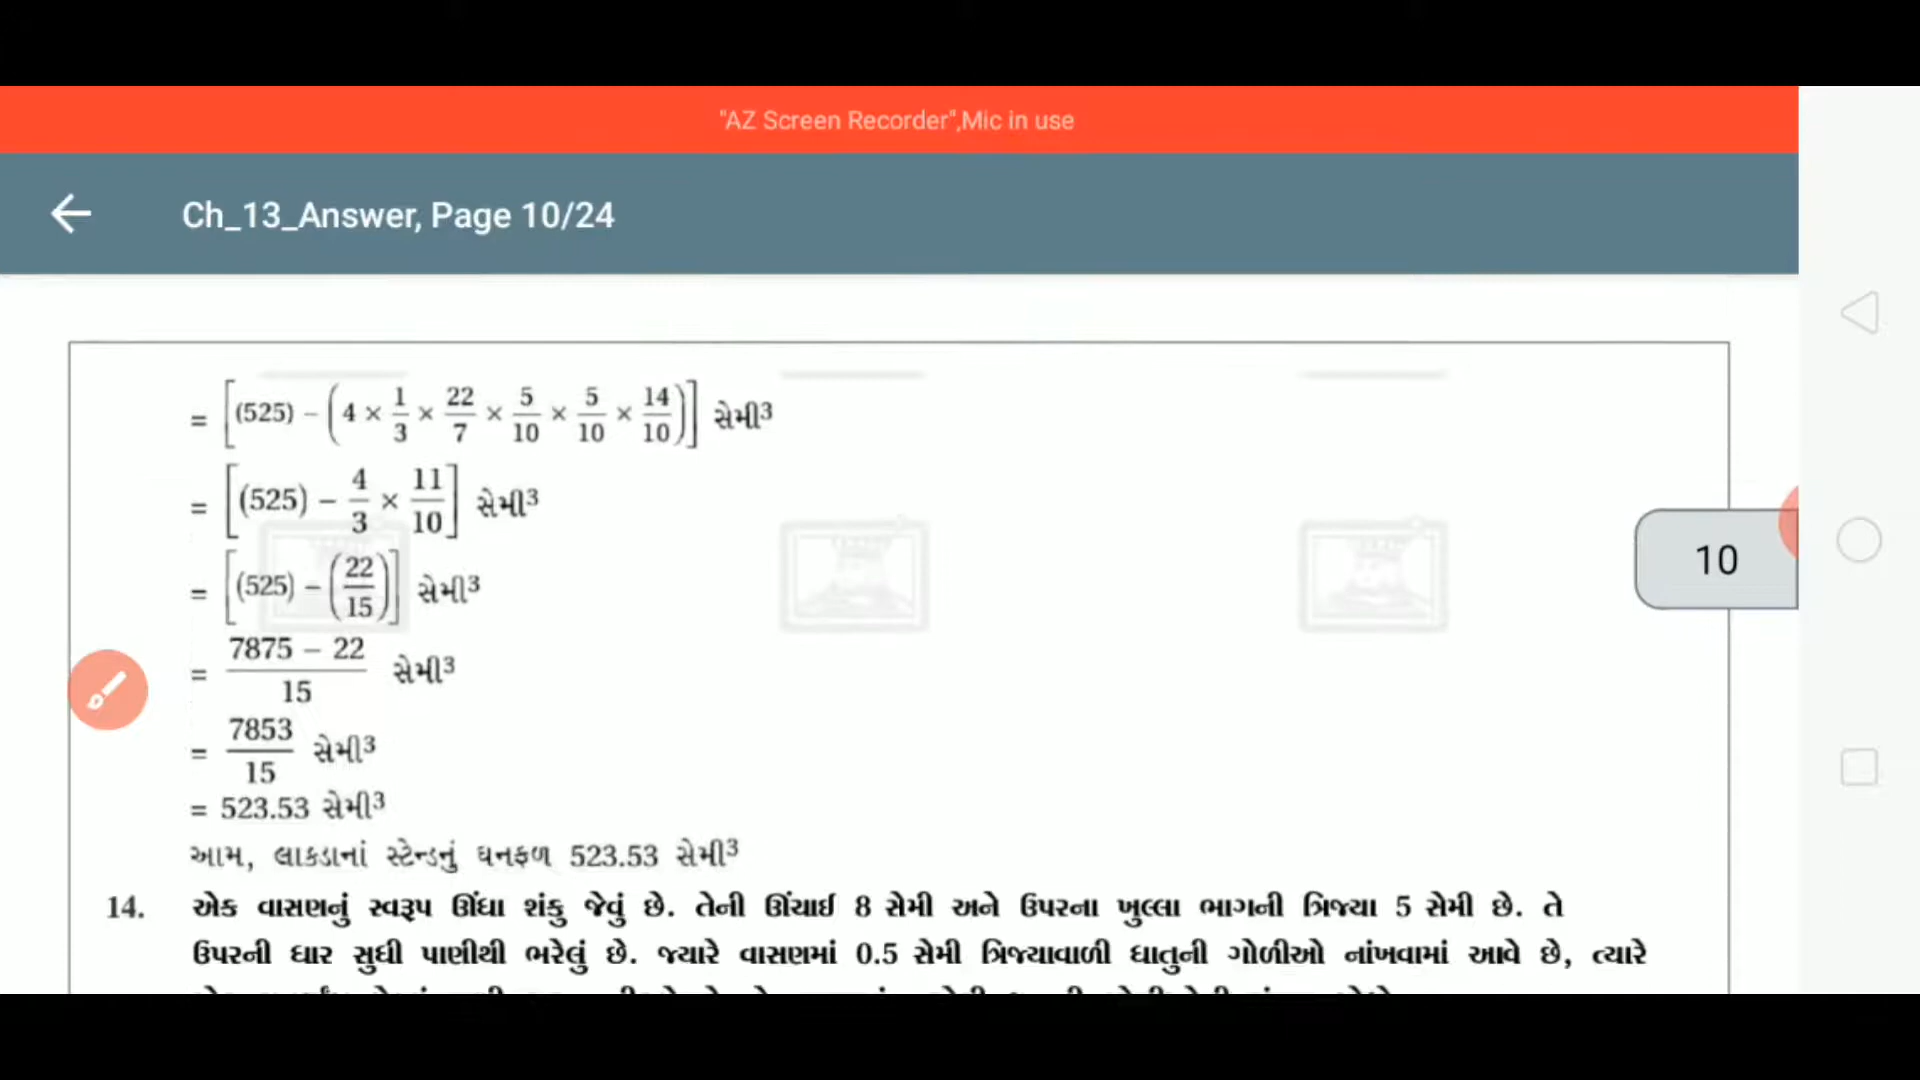 "AZ Screen Recorder",Mic in use
Ch_13_Answer, Page 10/24
= [(525) − (4 × 1/3 × 22/7 × 5/10 × 5/10 × 14/10)] સેમી³
= [(525) − 4/3 × 11/10] સેમી³
= [(525) − (22/15)] સેમી³
= (7875 − 22)/15 સેમી³
= 7853/15 સેમી³
= 523.53 સેમી³
આમ, લાકડાનાં સ્ટેન્ડનું ઘનફળ 523.53 સેમી³
14. એક વાસણનું સ્વરૂપ ઊંધા શંકુ જેવું છે. તેની ઊંચાઈ 8 સેમી અને ઉપરના ખુલ્લા ભાગની ત્રિજ્યા 5 સેમી છે. તે
ઉપરની ધાર સુધી પાણીથી ભરેલું છે. જ્યારે વાસણમાં 0.5 સેમી ત્રિજ્યાવાળી ધાતુની ગોળીઓ નાંખવામાં આવે છે, ત્યારે
10